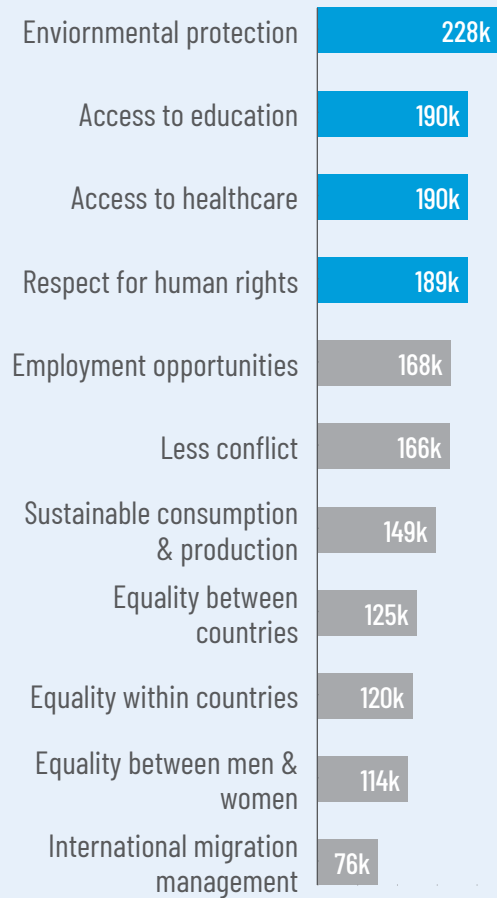 Enviornmental protection 228k
Access to education 190k
Access to healthcare 190k
Respect for human rights 189k
Employment opportunities 168k
Less conflict 166k
Sustainable consumption
& production 149k
Equality between
countries 125k
Equality within countries 120k
Equality between men &
women 114k
International migration
management 76k